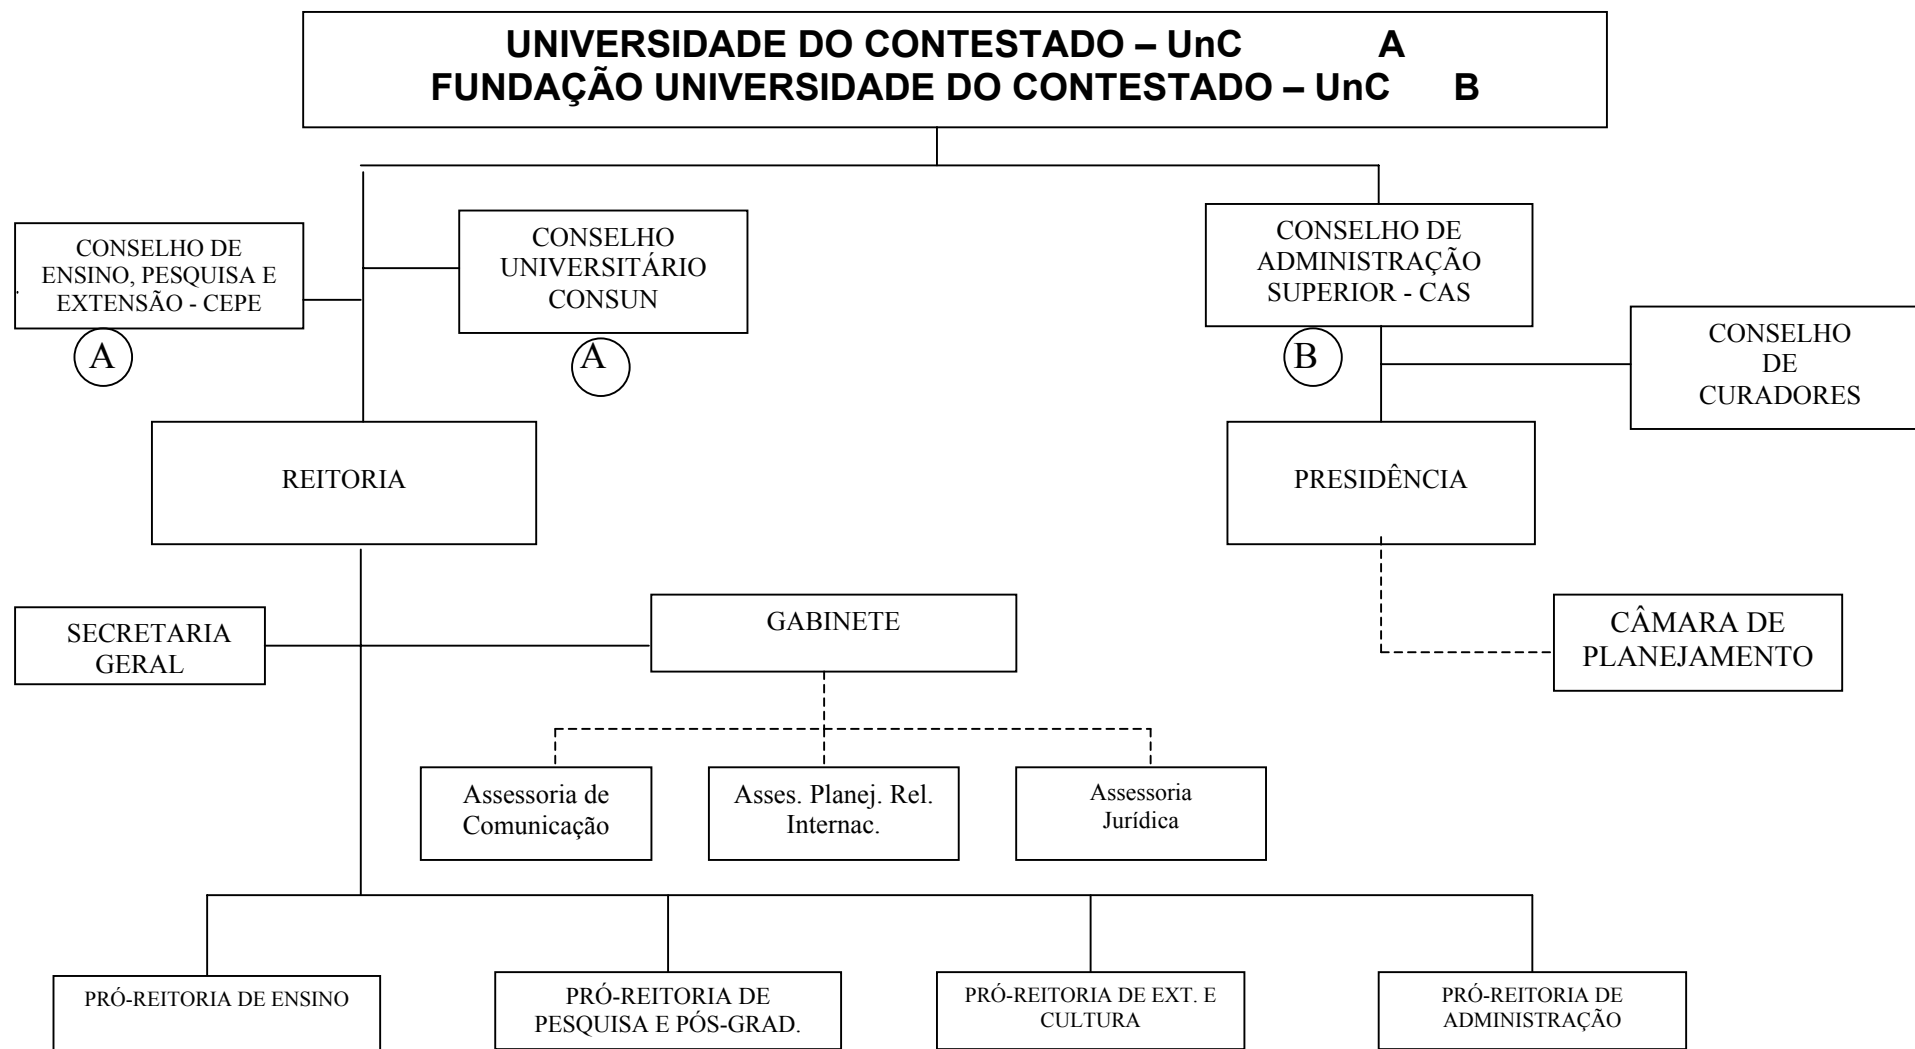 UNIVERSIDADE DO CONTESTADO – UnC A
FUNDAÇÃO UNIVERSIDADE DO CONTESTADO – UnC B
CONSELHO DE
ENSINO, PESQUISA E
EXTENSÃO - CEPE
A
CONSELHO
UNIVERSITÁRIO
CONSUN
A
CONSELHO DE
ADMINISTRAÇÃO
SUPERIOR - CAS
B
CONSELHO
DE
CURADORES
REITORIA
PRESIDÊNCIA
SECRETARIA
GERAL
GABINETE
CÂMARA DE
PLANEJAMENTO
Assessoria de
Comunicação
Asses. Planej. Rel.
Internac.
Assessoria
Jurídica
PRÓ-REITORIA DE ENSINO
PRÓ-REITORIA DE
PESQUISA E PÓS-GRAD.
PRÓ-REITORIA DE EXT. E
CULTURA
PRÓ-REITORIA DE
ADMINISTRAÇÃO